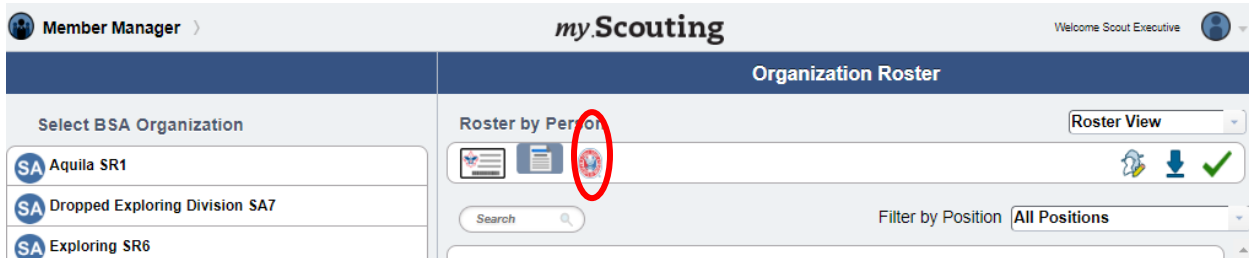 Member Manager
my.Scouting
Welcome Scout Executive
Organization Roster
Select BSA Organization
SA Aquila SR1
SA Dropped Exploring Division SA7
SA Exploring SR6
Roster by Person
Roster View
Search
Filter by Position All Positions